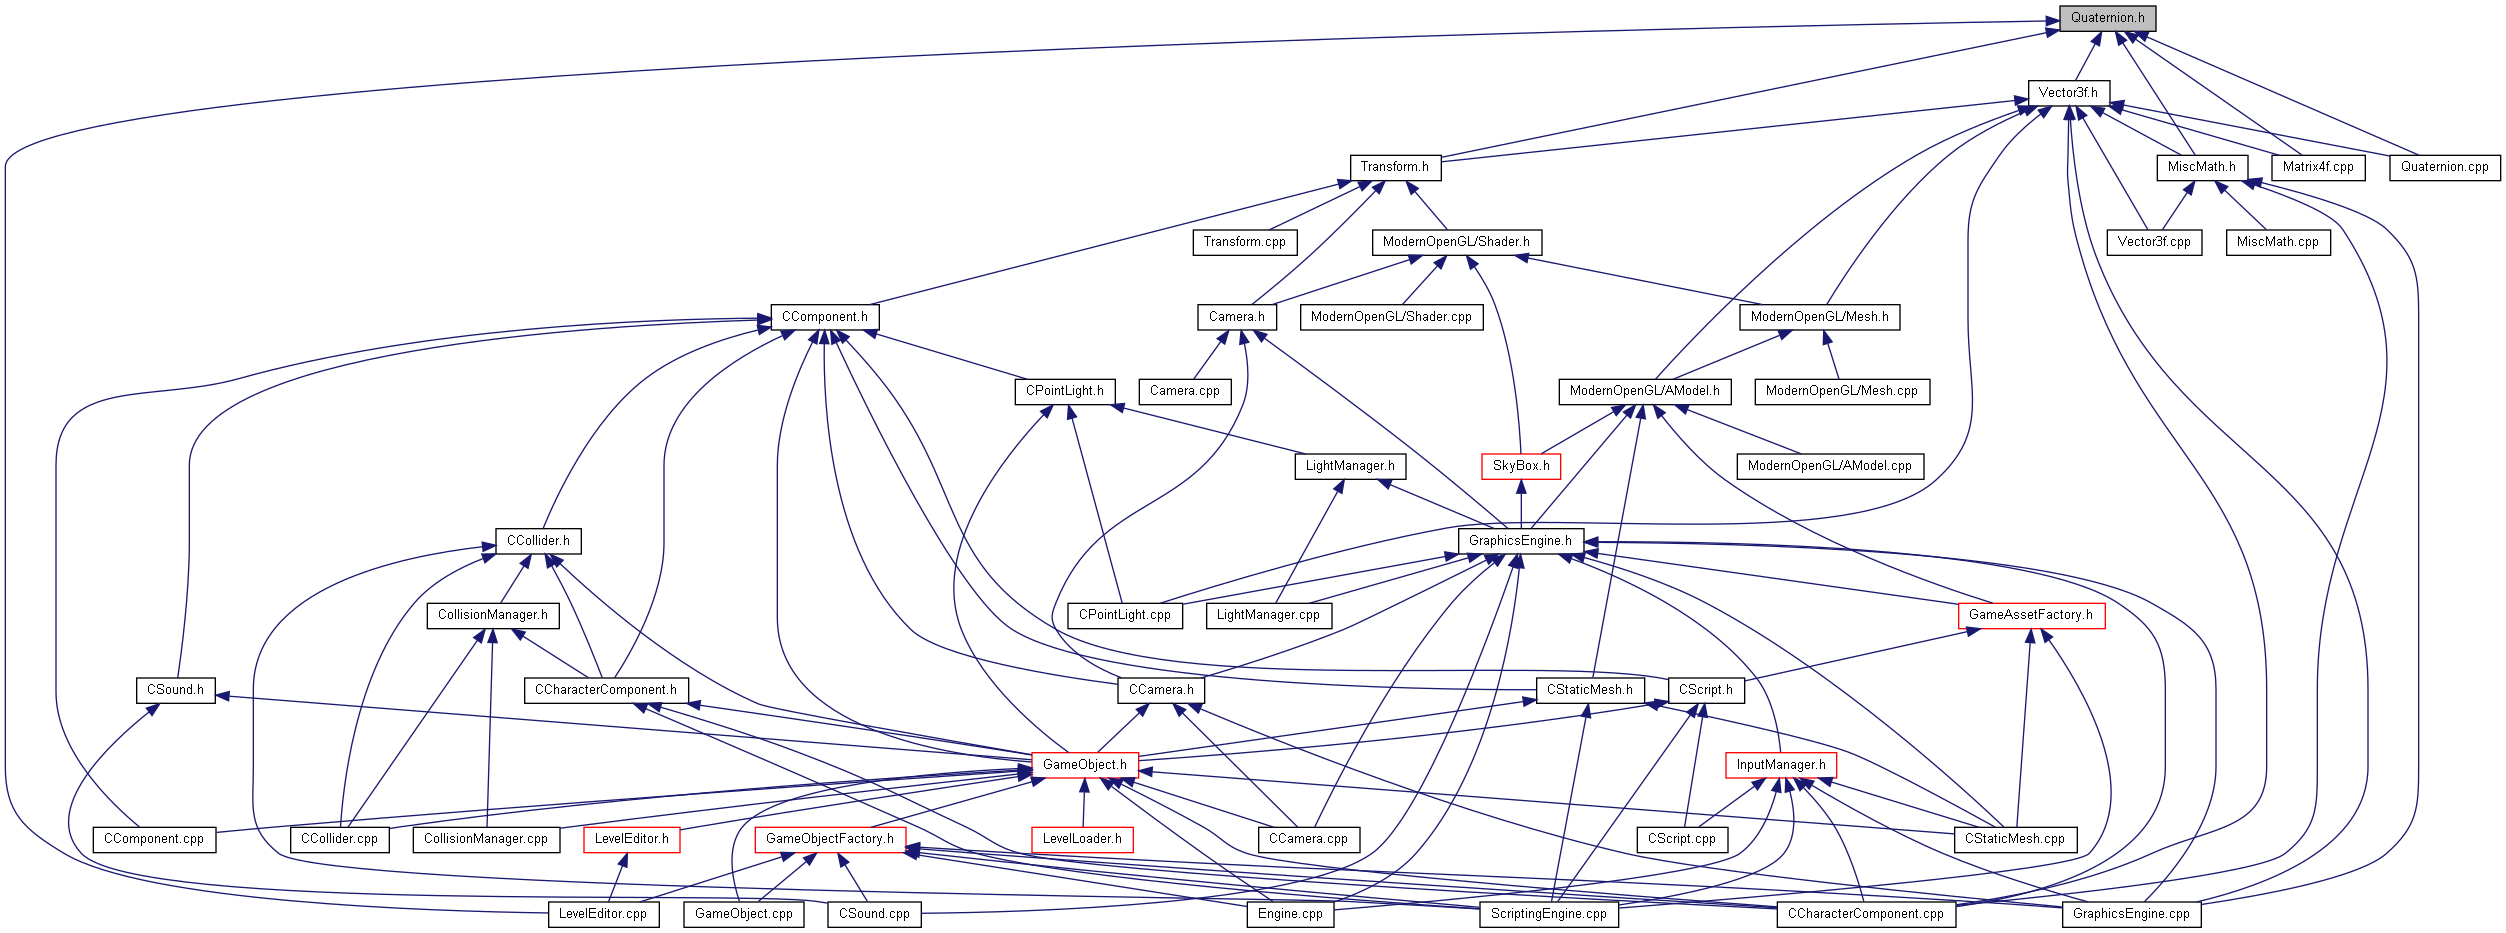 Quaternion.h
Vector3f.h
Transform.h
MiscMath.h
Matrix4f.cpp
Quaternion.cpp
Transform.cpp
ModernOpenGL/Shader.h
Vector3f.cpp
MiscMath.cpp
CComponent.h
Camera.h
ModernOpenGL/Shader.cpp
ModernOpenGL/Mesh.h
CPointLight.h
Camera.cpp
ModernOpenGL/AModel.h
ModernOpenGL/Mesh.cpp
LightManager.h
SkyBox.h
ModernOpenGL/AModel.cpp
CCollider.h
GraphicsEngine.h
CollisionManager.h
CPointLight.cpp
LightManager.cpp
GameAssetFactory.h
CSound.h
CCharacterComponent.h
CCamera.h
CStaticMesh.h
CScript.h
GameObject.h
InputManager.h
CComponent.cpp
CCollider.cpp
CollisionManager.cpp
LevelEditor.h
GameObjectFactory.h
LevelLoader.h
CCamera.cpp
CScript.cpp
CStaticMesh.cpp
LevelEditor.cpp
GameObject.cpp
CSound.cpp
Engine.cpp
ScriptingEngine.cpp
CCharacterComponent.cpp
GraphicsEngine.cpp